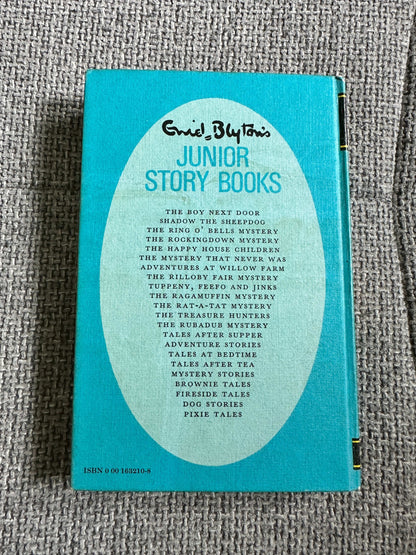 Enid Blyton's
JUNIOR
STORY BOOKS
THE BOY NEXT DOOR
SHADOW THE SHEEPDOG
THE RING O' BELLS MYSTERY
THE ROCKINGDOWN MYSTERY
THE HAPPY HOUSE CHILDREN
THE MYSTERY THAT NEVER WAS
ADVENTURES AT WILLOW FARM
THE RILLOBY FAIR MYSTERY
TUPPENY, FEEFO AND JINKS
THE RAGAMUFFIN MYSTERY
THE RAT-A-TAT MYSTERY
THE TREASURE HUNTERS
THE RUBADUB MYSTERY
TALES AFTER SUPPER
ADVENTURE STORIES
TALES AT BEDTIME
TALES AFTER TEA
MYSTERY STORIES
BROWNIE TALES
FIRESIDE TALES
DOG STORIES
PIXIE TALES
ISBN 0 00 163210-8